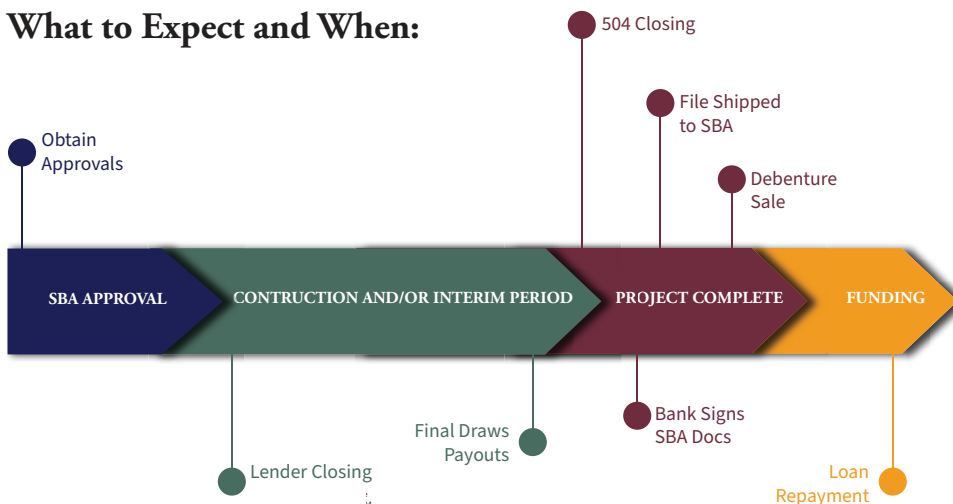 What to Expect and When:
504 Closing
File Shipped
to SBA
Obtain
Approvals
Debenture
Sale
SBA APPROVAL
CONTRUCTION AND/OR INTERIM PERIOD
PROJECT COMPLETE
FUNDING
Bank Signs
SBA Docs
Final Draws
Payouts
Lender Closing
Loan
Repayment